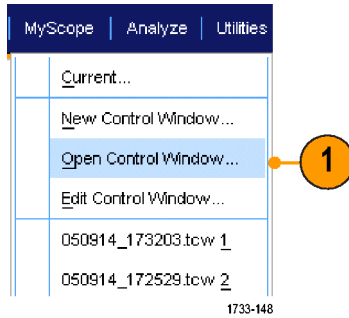 MyScope | Analyze | Utilities
Current...
New Control Window...
Open Control Window...
1
Edit Control Window...
050914_173203.tcw 1
050914_172529.tcw 2
1733-148